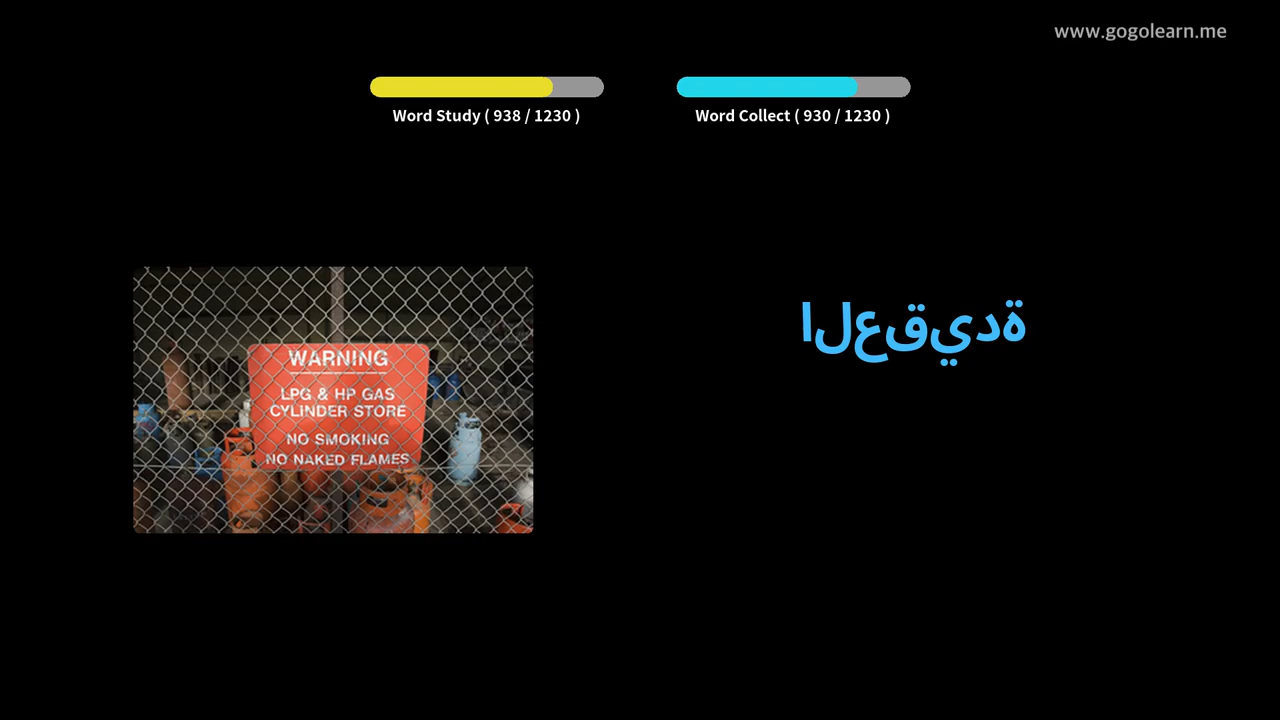 www.gogolearn.me
Word Study ( 938 / 1230 )
Word Collect ( 930 / 1230 )
العقيدة
WARNING
LPG & HP GAS
CYLINDER STORE
NO SMOKING
NO NAKED FLAMES